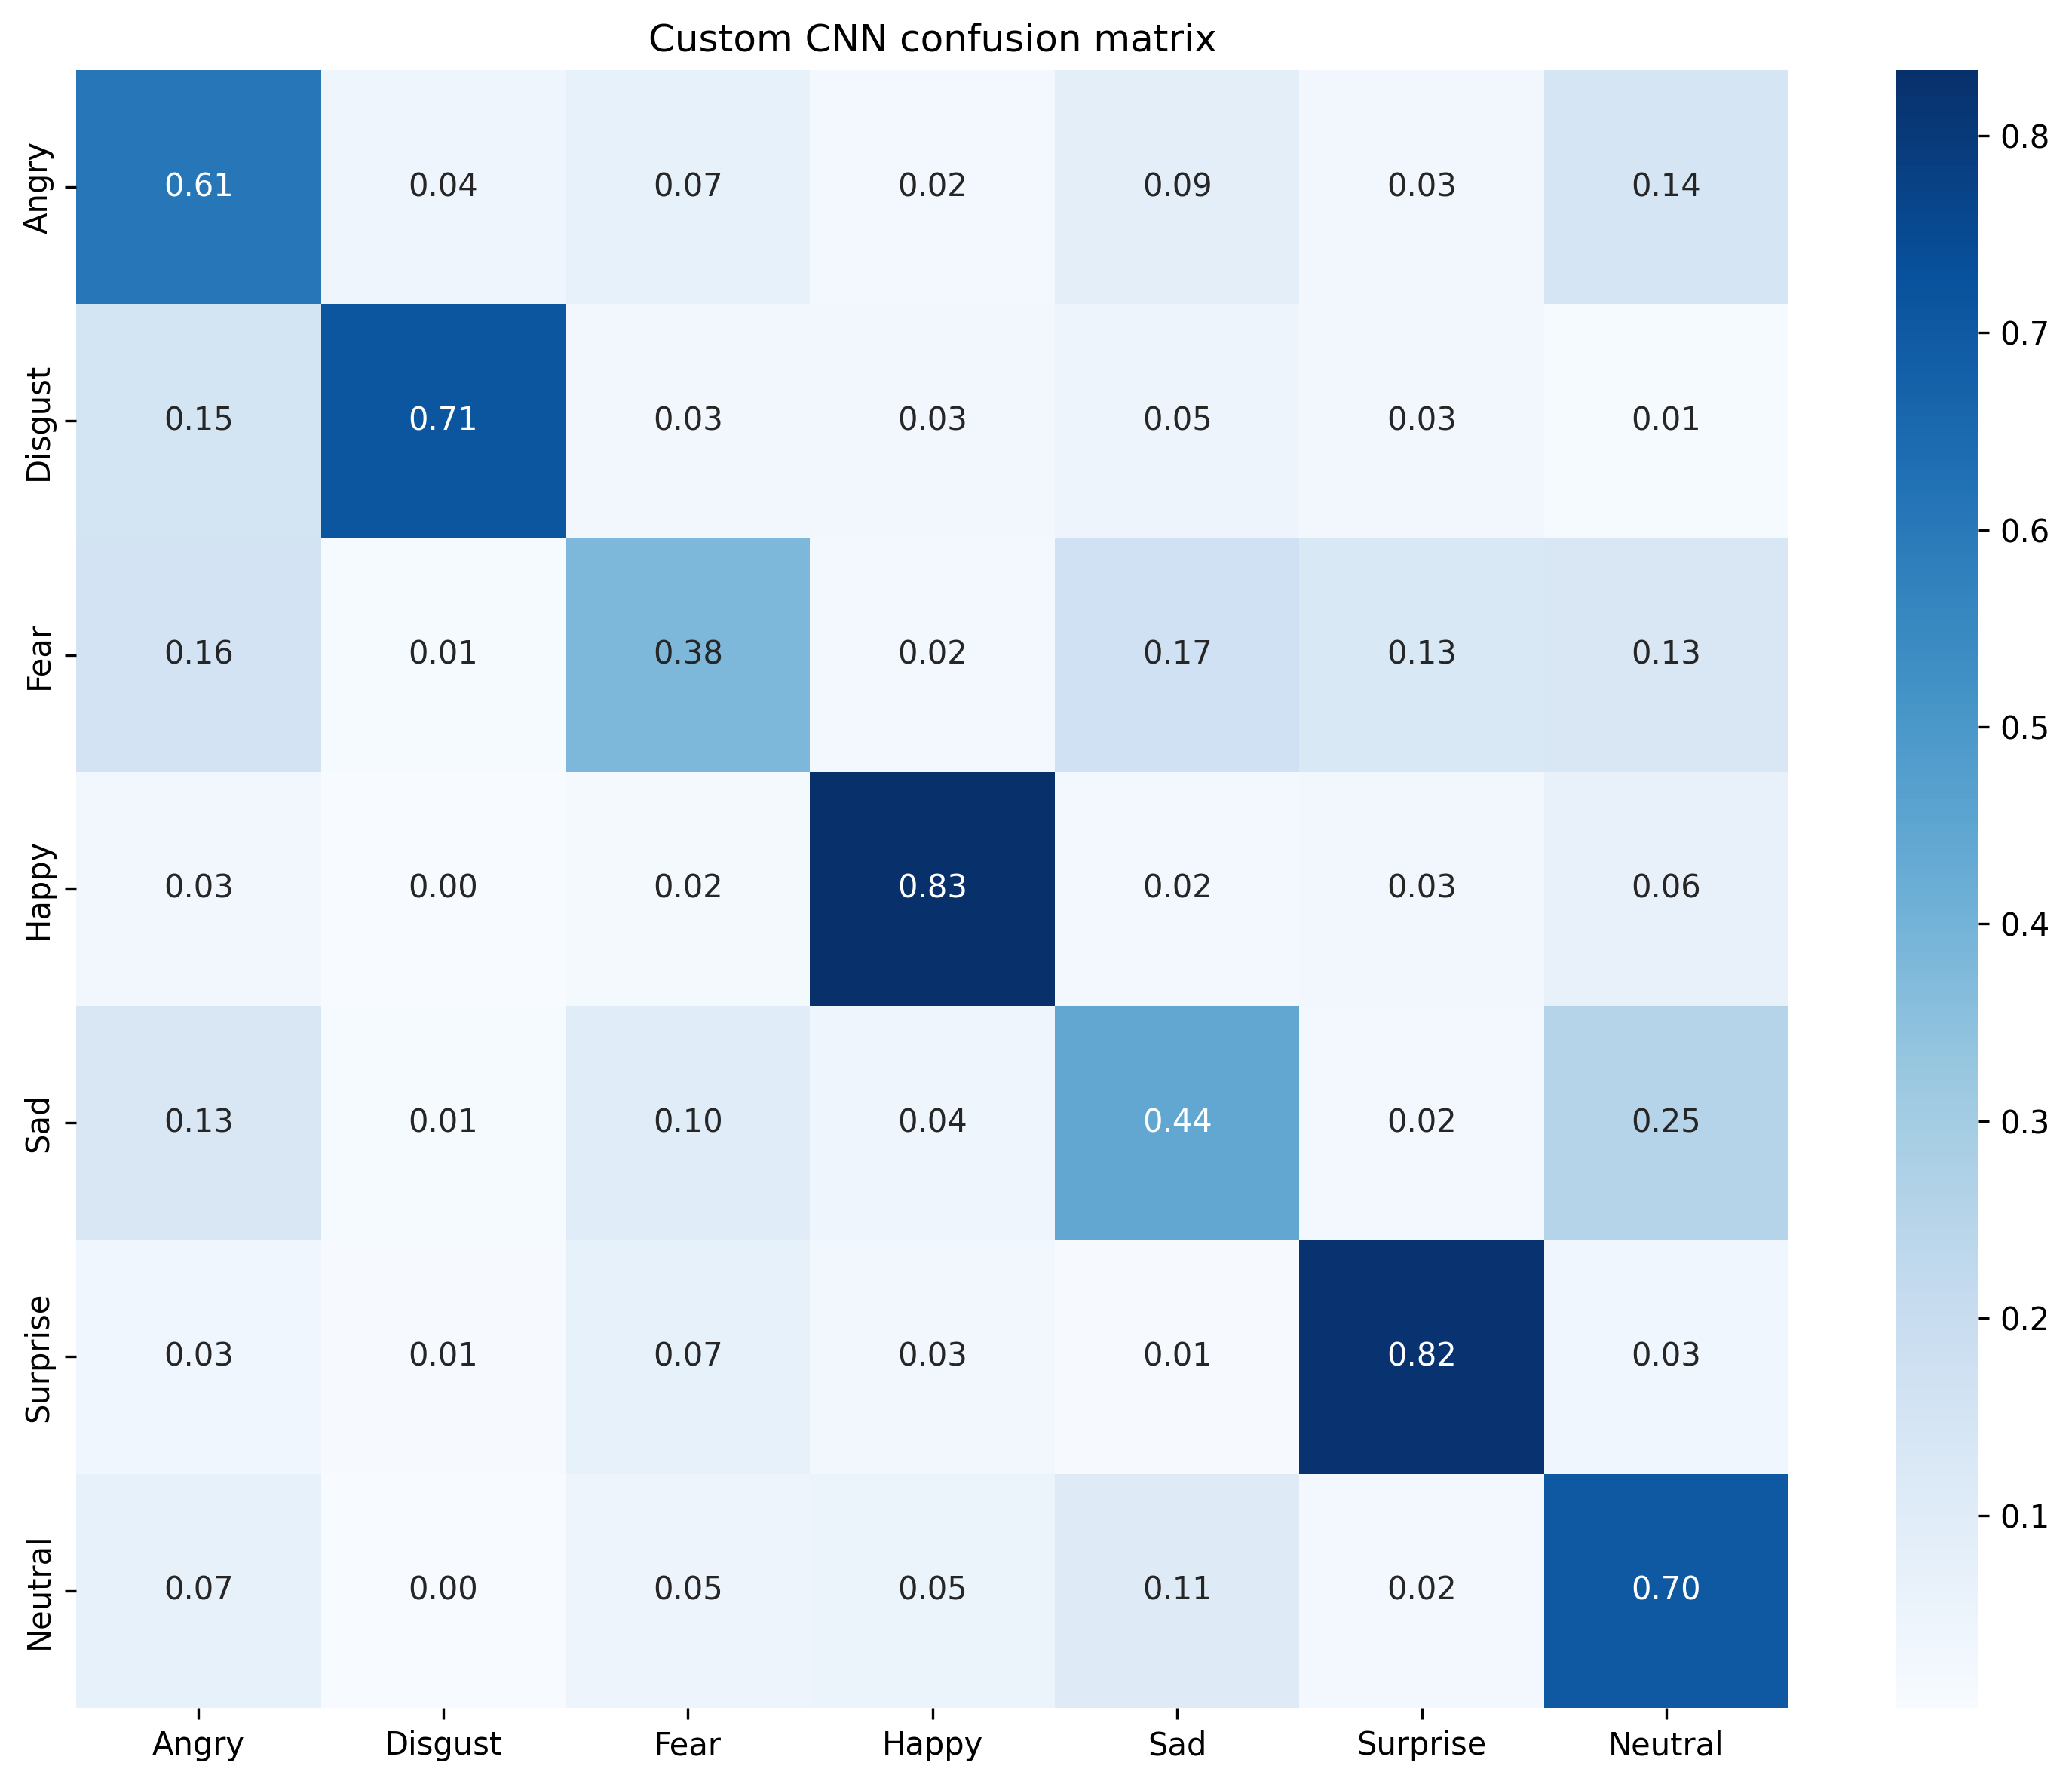 Custom CNN confusion matrix
Angry 0.61 0.04 0.07 0.02 0.09 0.03 0.14
Disgust 0.15 0.71 0.03 0.03 0.05 0.03 0.01
Fear 0.16 0.01 0.38 0.02 0.17 0.13 0.13
Happy 0.03 0.00 0.02 0.83 0.02 0.03 0.06
Sad 0.13 0.01 0.10 0.04 0.44 0.02 0.25
Surprise 0.03 0.01 0.07 0.03 0.01 0.82 0.03
Neutral 0.07 0.00 0.05 0.05 0.11 0.02 0.70
Angry Disgust Fear Happy Sad Surprise Neutral
0.8
0.7
0.6
0.5
0.4
0.3
0.2
0.1